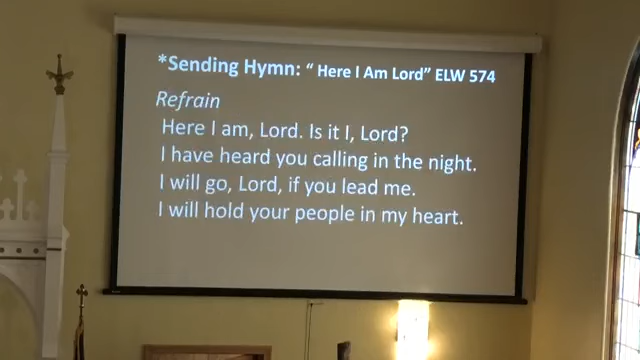 *Sending Hymn: “ Here I Am Lord” ELW 574
Refrain
Here I am, Lord. Is it I, Lord?
I have heard you calling in the night.
I will go, Lord, if you lead me.
I will hold your people in my heart.